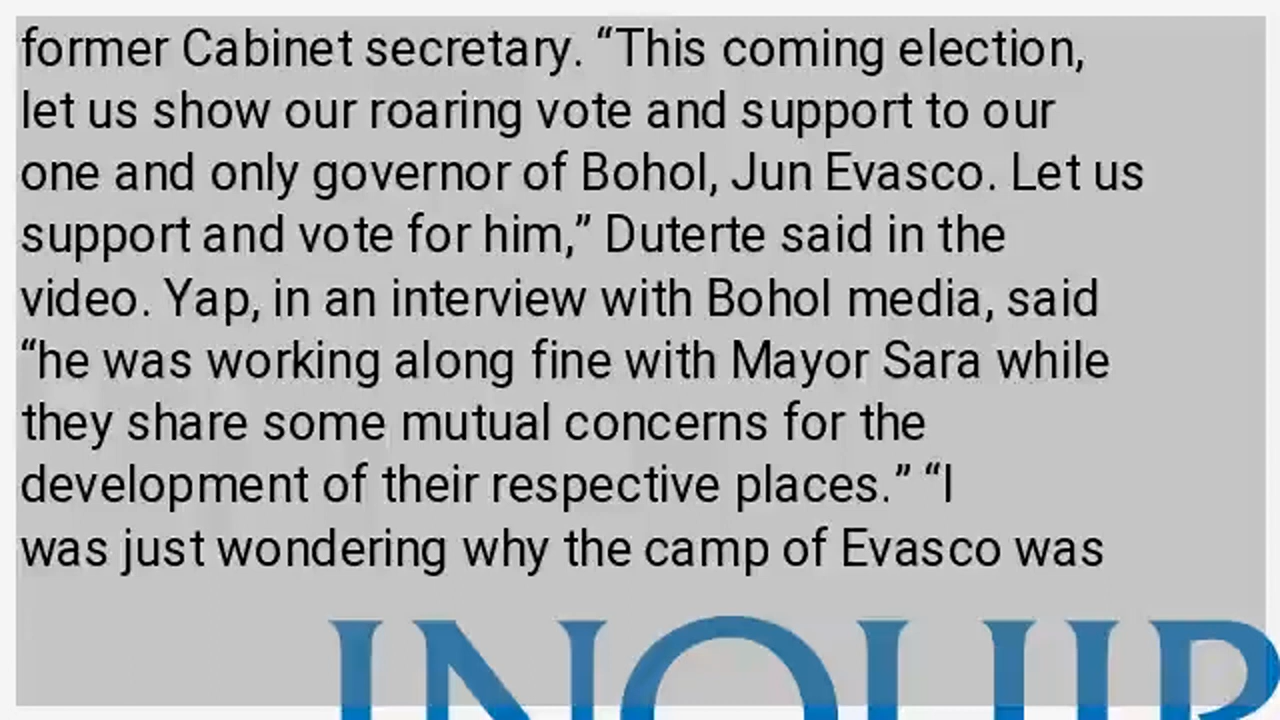 former Cabinet secretary. “This coming election,
let us show our roaring vote and support to our
one and only governor of Bohol, Jun Evasco. Let us
support and vote for him,” Duterte said in the
video. Yap, in an interview with Bohol media, said
“he was working along fine with Mayor Sara while
they share some mutual concerns for the
development of their respective places.” “I
was just wondering why the camp of Evasco was